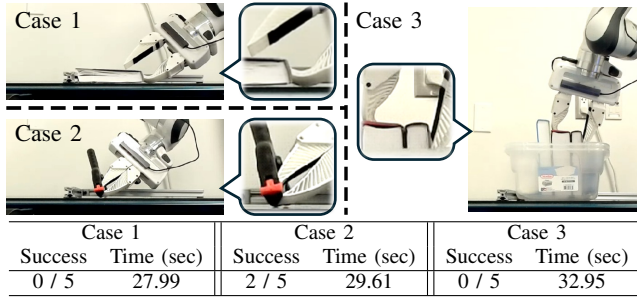 Case 1
Case 3
Case 2
Case 1 Case 2 Case 3
Success Time (sec) Success Time (sec) Success Time (sec)
0 / 5 27.99 2 / 5 29.61 0 / 5 32.95